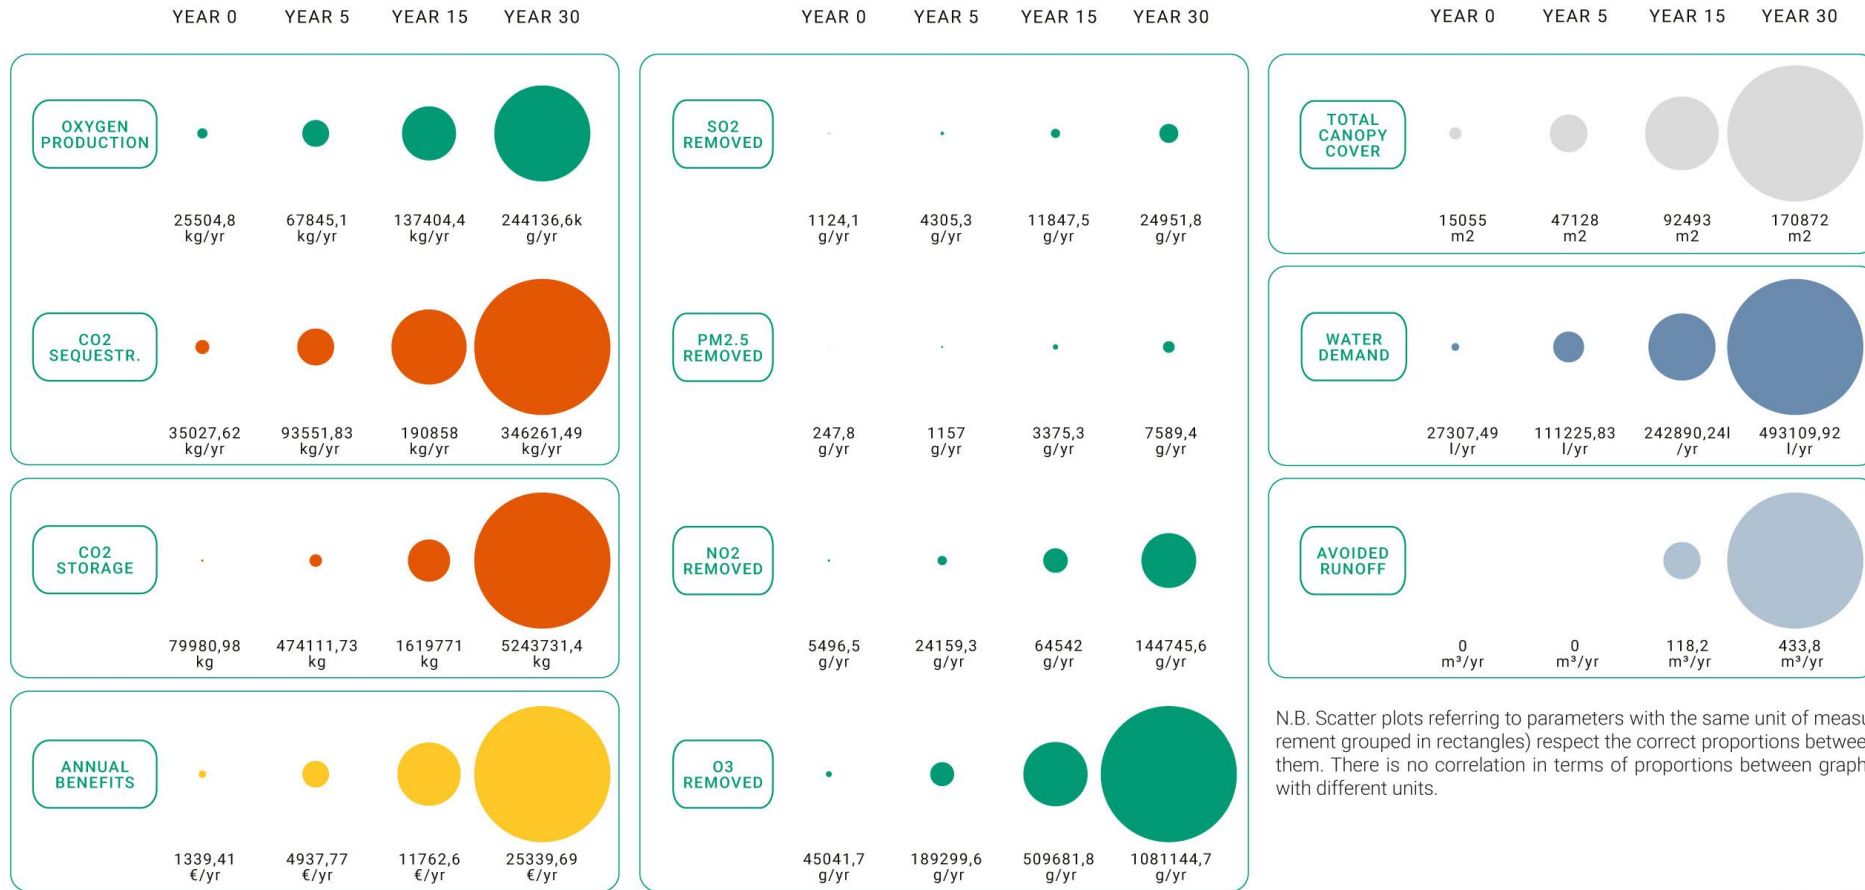 YEAR 0 YEAR 5 YEAR 15 YEAR 30
OXYGEN
PRODUCTION
25504,8 67845,1 137404,4 244136,6k
kg/yr kg/yr kg/yr g/yr
CO2
SEQUESTR.
35027,62 93551,83 190858 346261,49
kg/yr kg/yr kg/yr kg/yr
CO2
STORAGE
79980,98 474111,73 1619771 5243731,4
kg kg kg kg
ANNUAL
BENEFITS
1339,41 4937,77 11762,6 25339,69
€/yr €/yr €/yr €/yr
YEAR 0 YEAR 5 YEAR 15 YEAR 30
SO2
REMOVED
1124,1 4305,3 11847,5 24951,8
g/yr g/yr g/yr g/yr
PM2.5
REMOVED
247,8 1157 3375,3 7589,4
g/yr g/yr g/yr g/yr
NO2
REMOVED
5496,5 24159,3 64542 144745,6
g/yr g/yr g/yr g/yr
O3
REMOVED
45041,7 189299,6 509681,8 1081144,7
g/yr g/yr g/yr g/yr
YEAR 0 YEAR 5 YEAR 15 YEAR 30
TOTAL
CANOPY
COVER
15055 47128 92493 170872
m2 m2 m2 m2
WATER
DEMAND
27307,49 111225,83 242890,24l 493109,92
l/yr l/yr /yr l/yr
AVOIDED
RUNOFF
0 0 118,2 433,8
m³/yr m³/yr m³/yr m³/yr
N.B. Scatter plots referring to parameters with the same unit of measu
rement grouped in rectangles) respect the correct proportions betwee
them. There is no correlation in terms of proportions between graph
with different units.